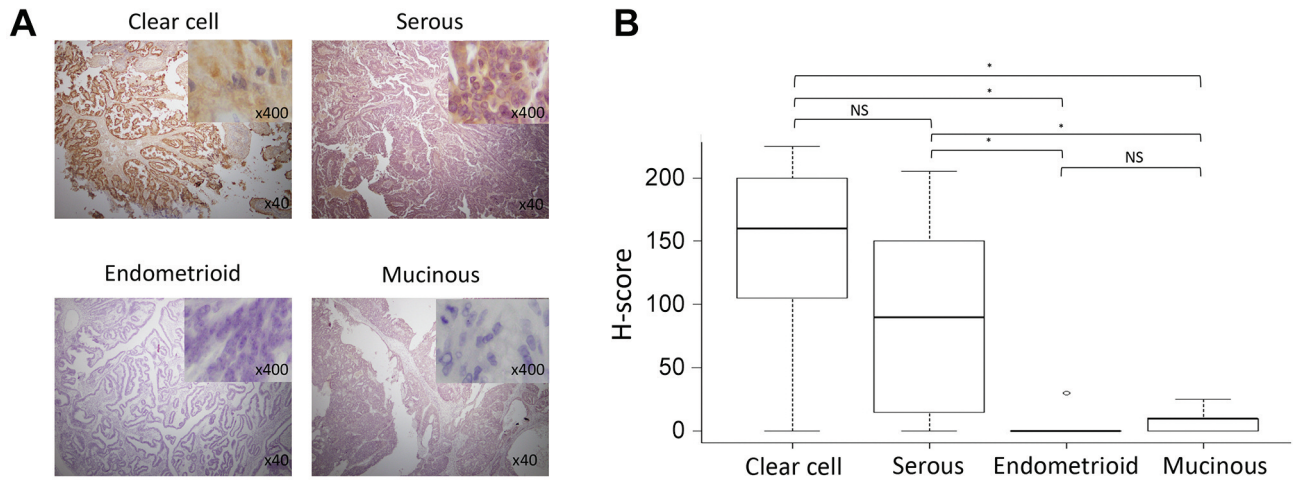 A
Clear cell
Serous
x400
x40
x400
x40
Endometrioid
Mucinous
x400
x40
x400
x40
B
*
*
NS
*
*
NS
H-score
200
150
100
50
0
Clear cell
Serous
Endometrioid
Mucinous